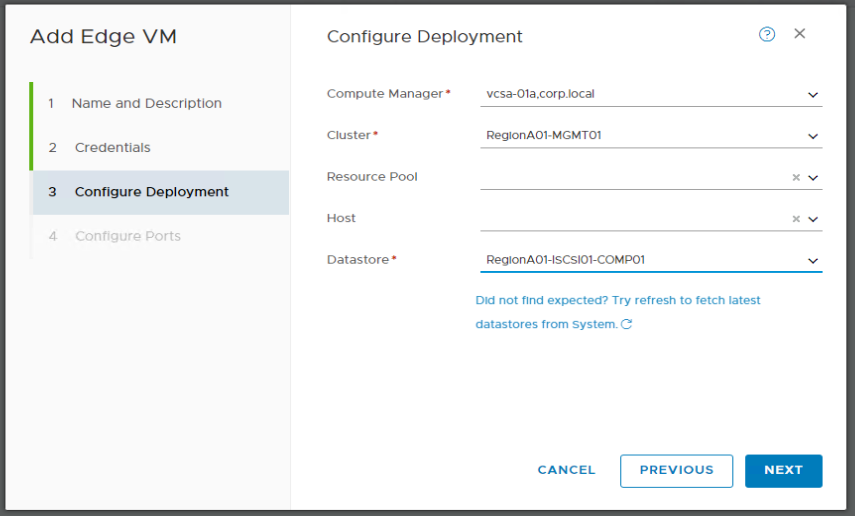 Add Edge VM
1 Name and Description
2 Credentials
3 Configure Deployment
4 Configure Ports
Configure Deployment
Compute Manager* vcsa-01a,corp.local
Cluster* RegionA01-MGMT01
Resource Pool
Host
Datastore* RegionA01-ISCSI01-COMP01
Did not find expected? Try refresh to fetch latest
datastores from System.
CANCEL PREVIOUS NEXT